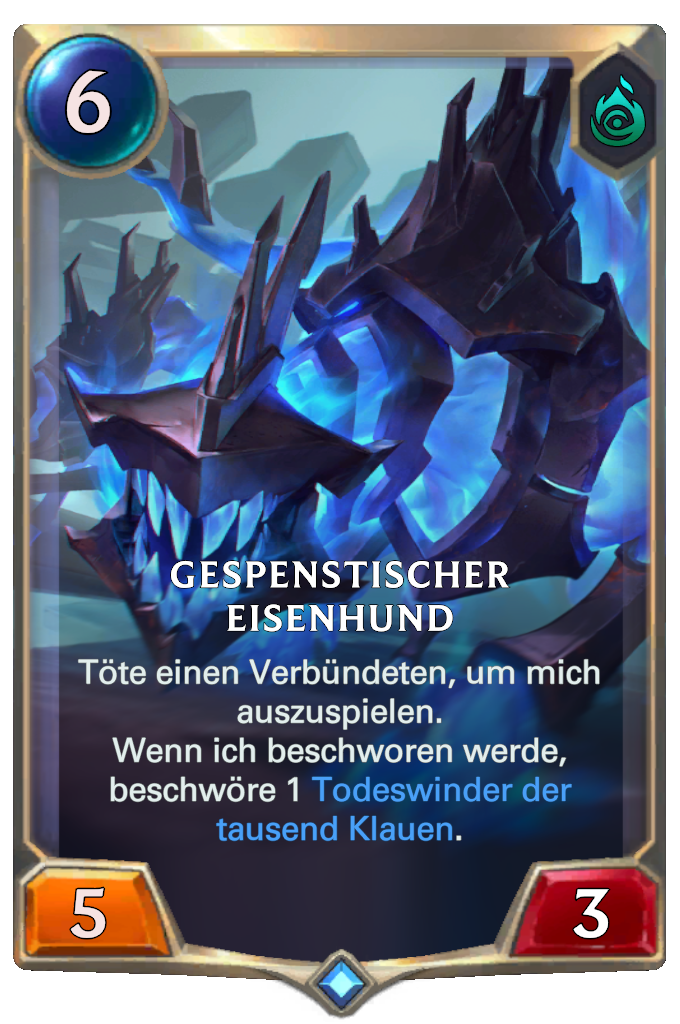 6
GESPENSTISCHER
EISENHUND
Töte einen Verbündeten, um mich
auszuspielen.
Wenn ich beschworen werde,
beschwöre 1 Todeswinder der
tausend Klauen.
5
3